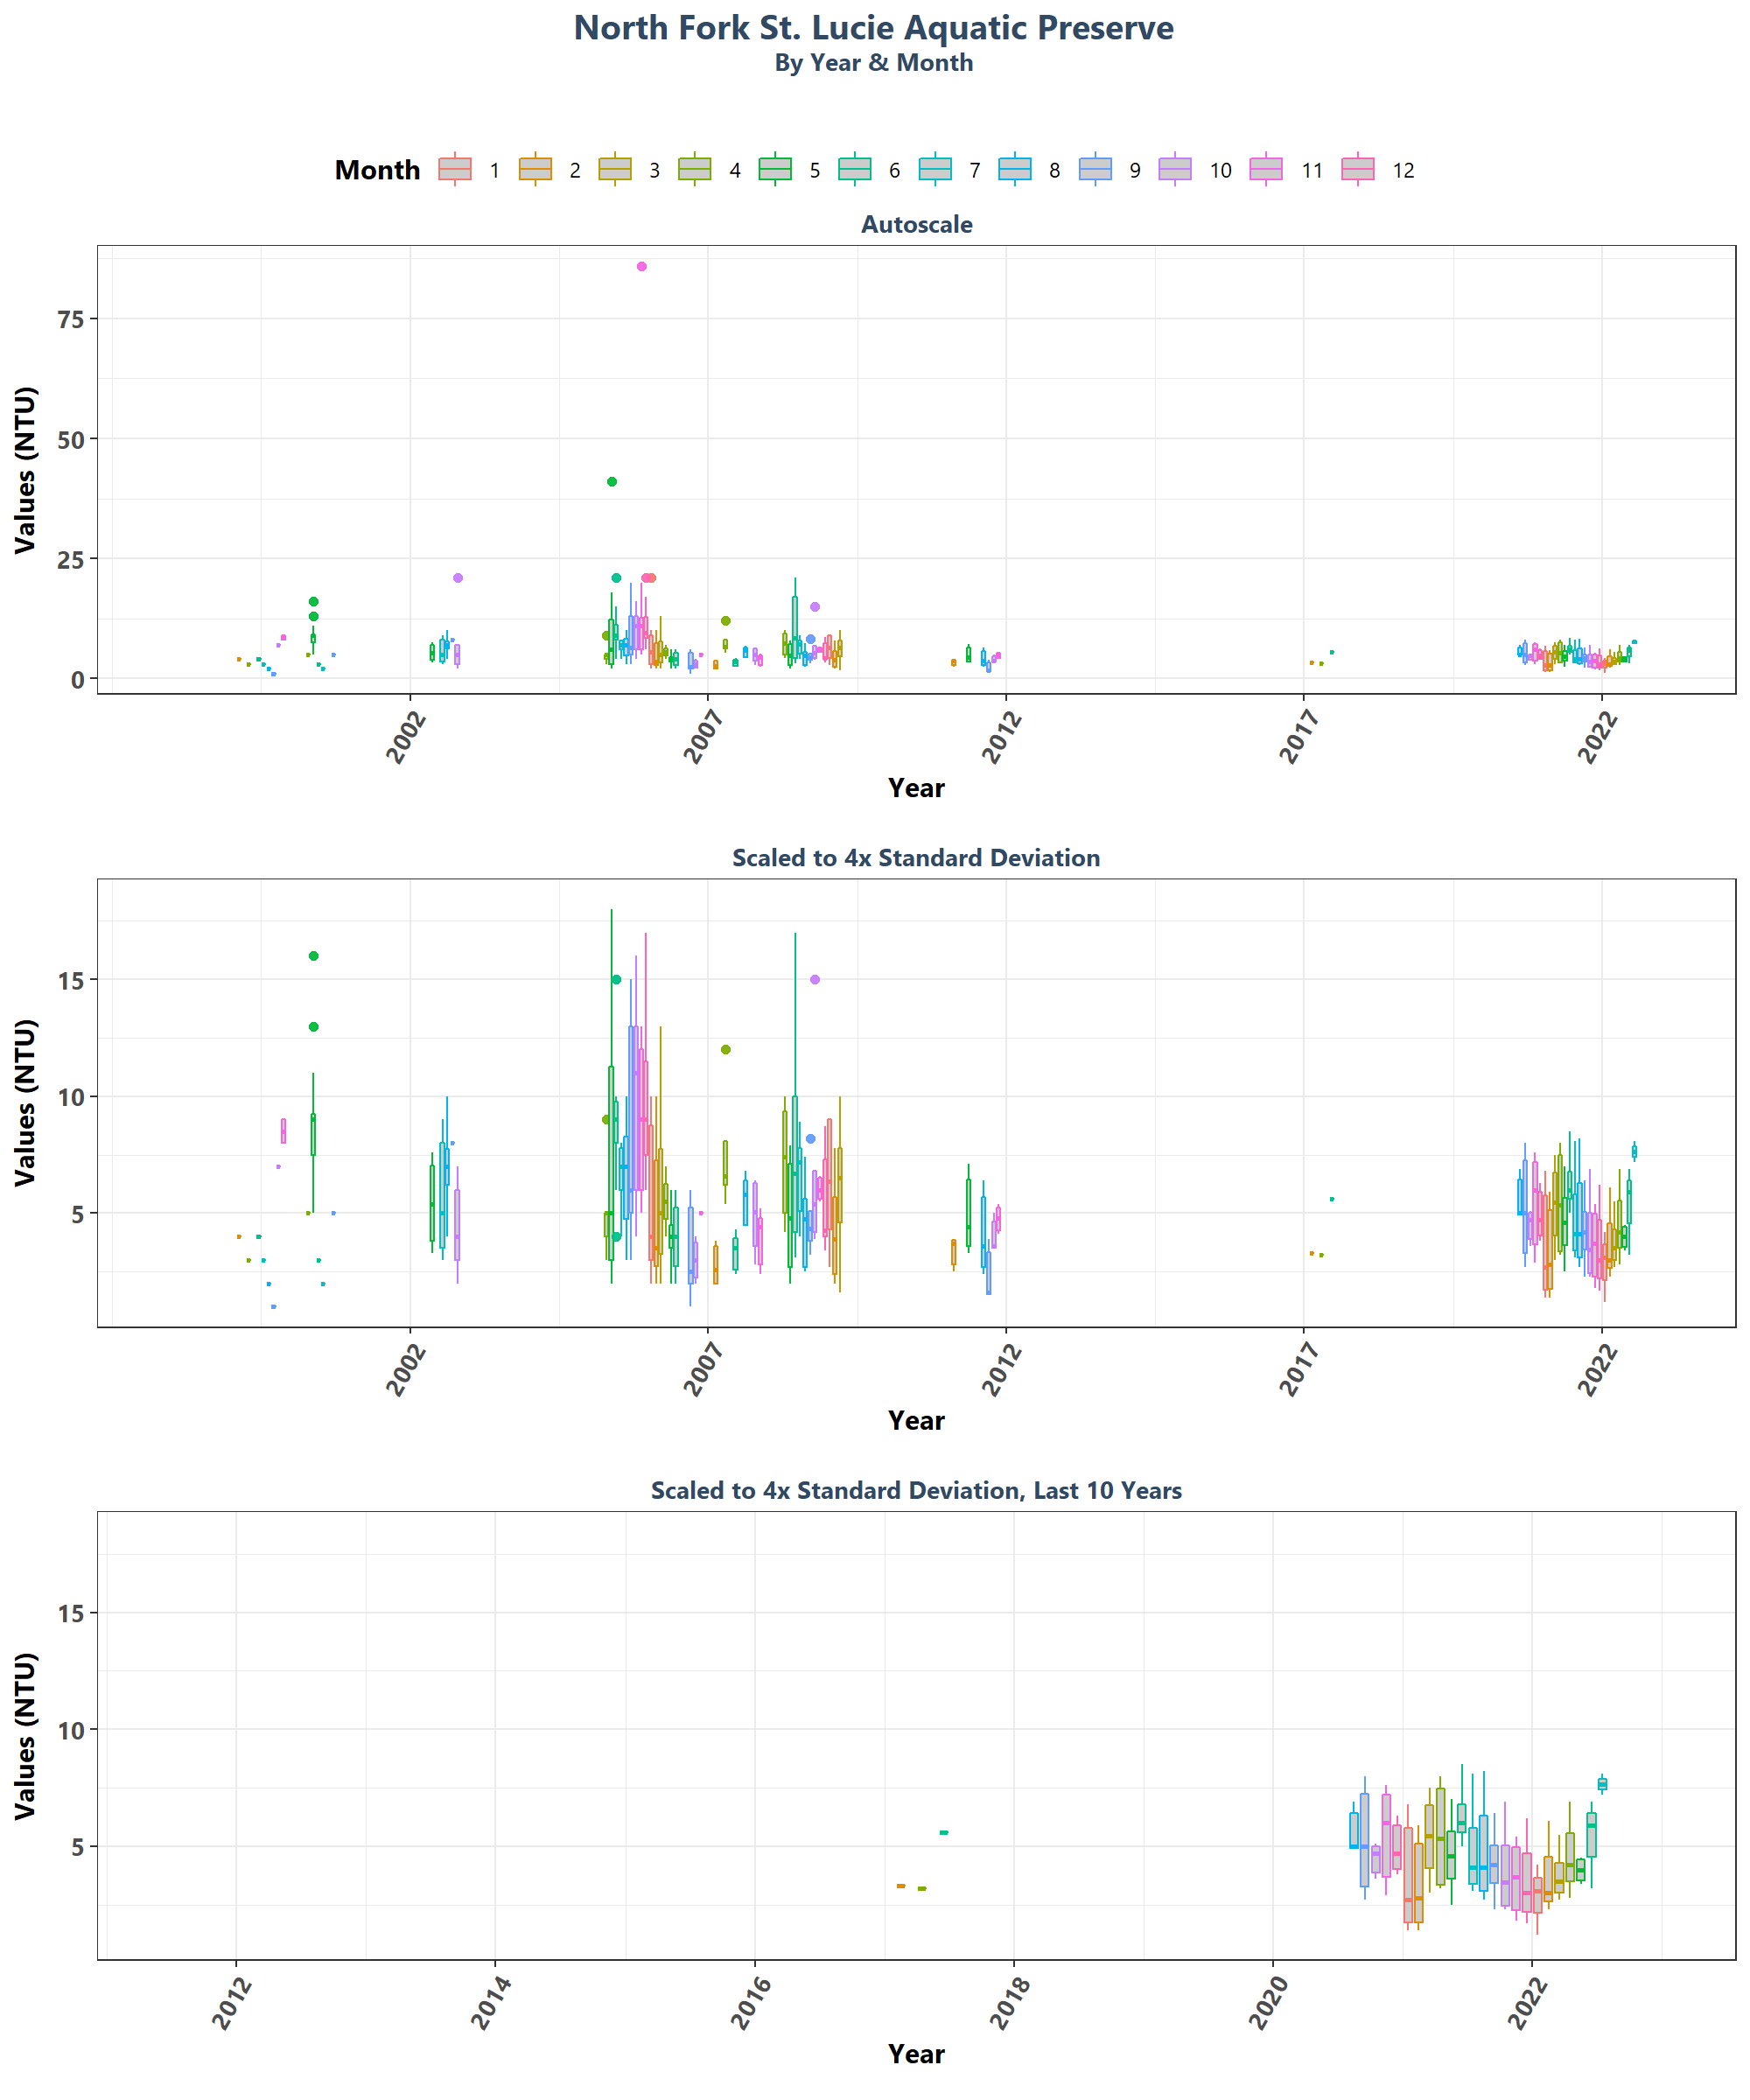 North Fork St. Lucie Aquatic Preserve
By Year & Month
Month 1 2 3 4 5 6 7 8 9 10 11 12
Autoscale
Values (NTU)
75
50
25
0
2002 2007 2012 2017 2022
Year
Scaled to 4x Standard Deviation
Values (NTU)
15
10
5
2002 2007 2012 2017 2022
Year
Scaled to 4x Standard Deviation, Last 10 Years
Values (NTU)
15
10
5
2012 2014 2016 2018 2020 2022
Year